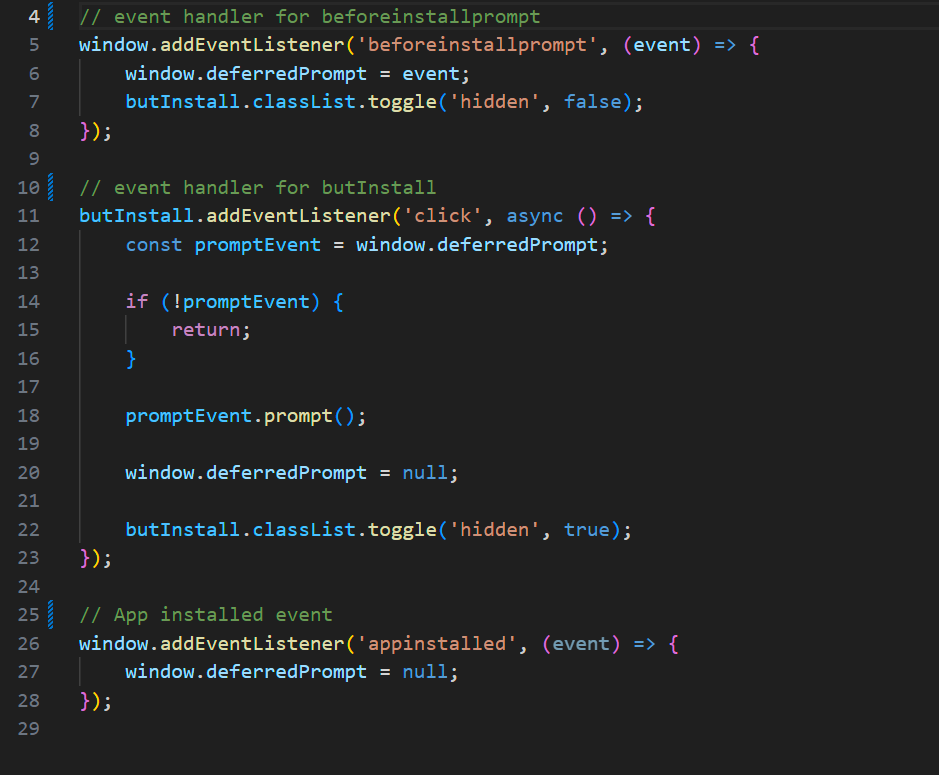 4 // event handler for beforeinstallprompt
5 window.addEventListener('beforeinstallprompt', (event) => {
6     window.deferredPrompt = event;
7     butInstall.classList.toggle('hidden', false);
8 });
9
10 // event handler for butInstall
11 butInstall.addEventListener('click', async () => {
12     const promptEvent = window.deferredPrompt;
13
14     if (!promptEvent) {
15         return;
16     }
17
18     promptEvent.prompt();
19
20     window.deferredPrompt = null;
21
22     butInstall.classList.toggle('hidden', true);
23 });
24
25 // App installed event
26 window.addEventListener('appinstalled', (event) => {
27     window.deferredPrompt = null;
28 });
29